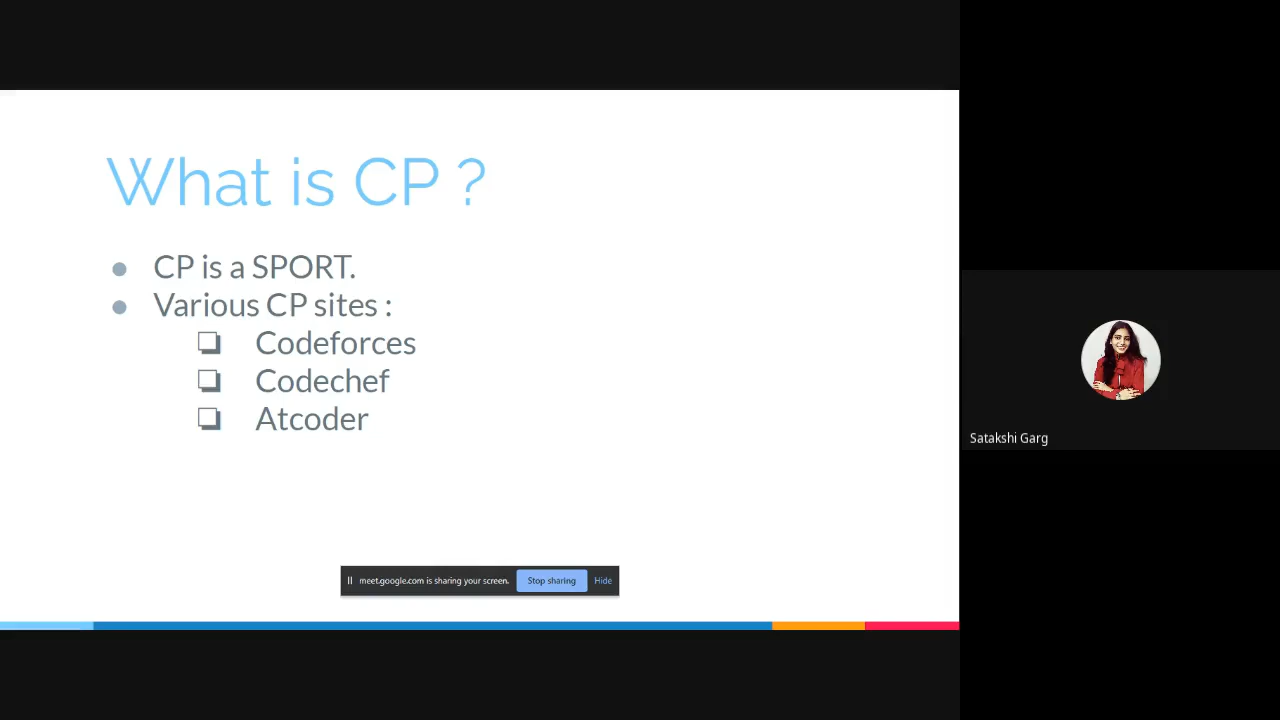 What is CP ?
● CP is a SPORT.
● Various CP sites :
❏ Codeforces
❏ Codechef
❏ Atcoder
meet.google.com is sharing your screen. Stop sharing Hide
Satakshi Garg